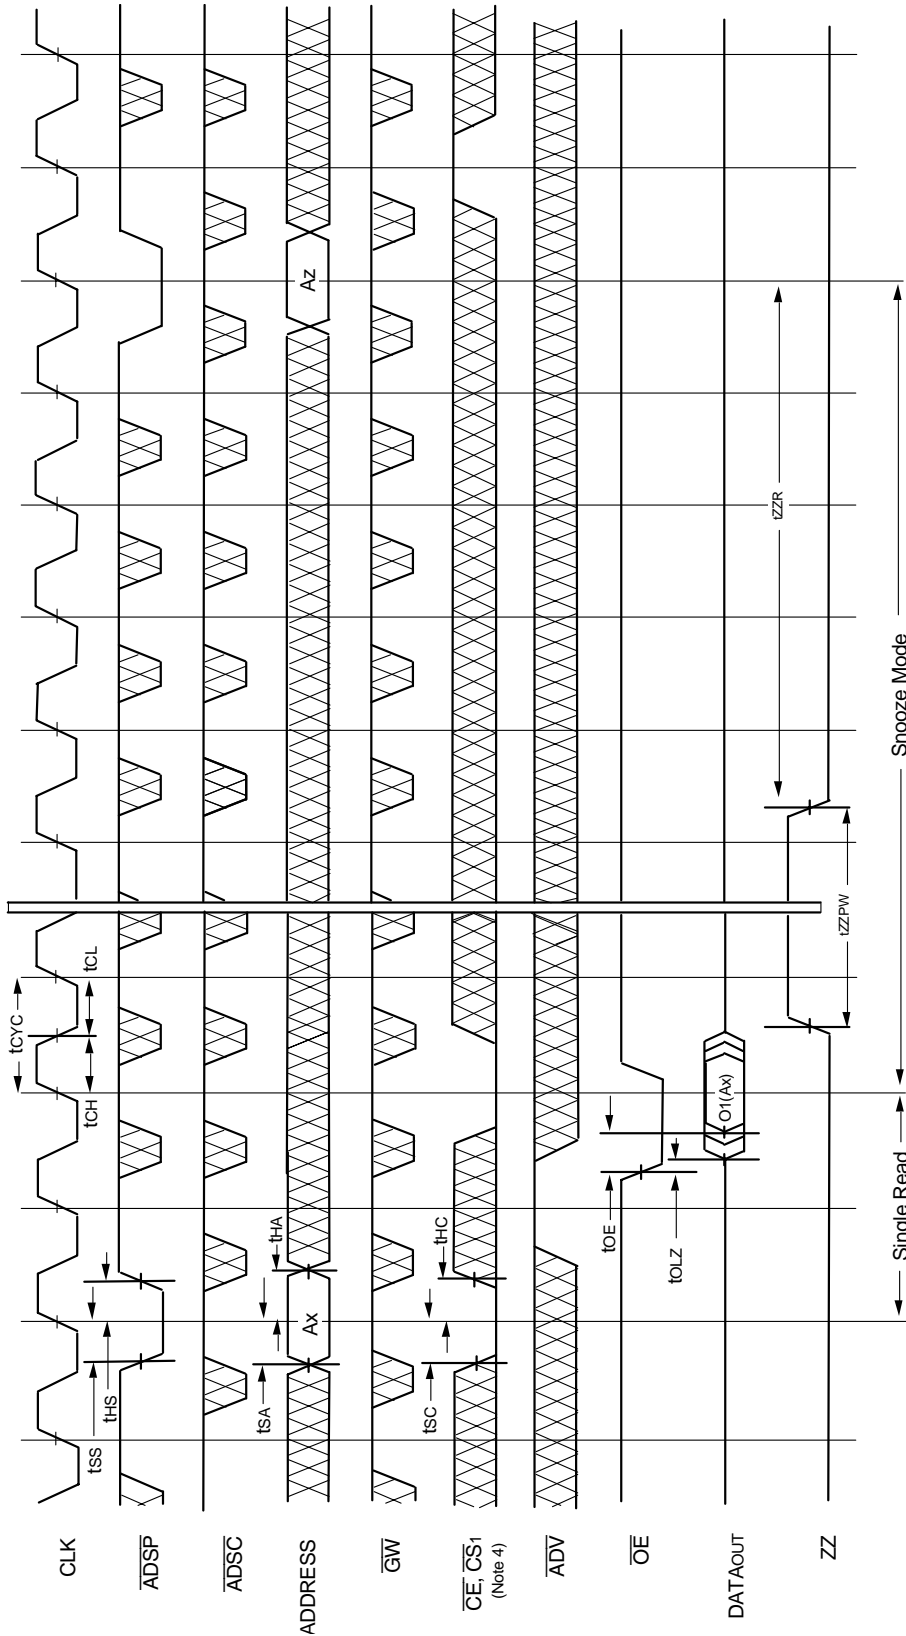 CLK
tCYC
tCH
tCL
tSS
tHS
ADSP
ADSC
ADDRESS
tSA
tHA
Ax
Az
GW
CE, CS1
(Note 4)
tSC
tHC
ADV
OE
tOE
tOLZ
DATAOUT
O1(Ax)
ZZ
tZZPW
tZZR
Single Read
Snooze Mode